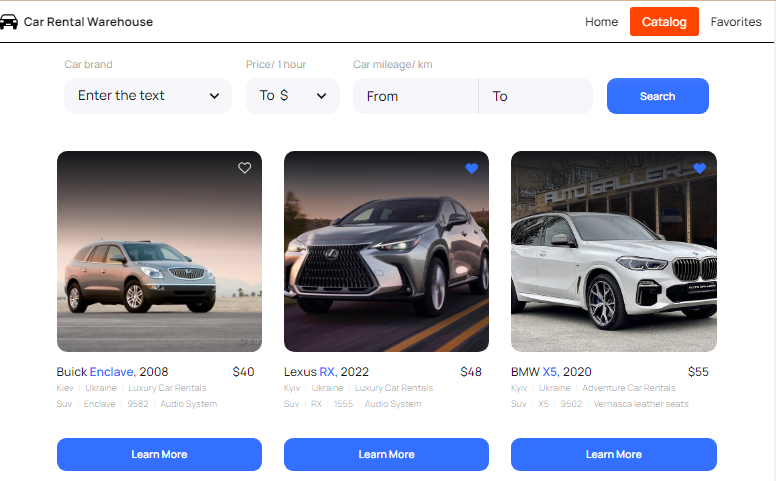 Car Rental Warehouse Home Catalog Favorites
Car brand Price/ 1 hour Car mileage/ km
Enter the text To $ From To Search
AUTO GALLERY
Buick Enclave, 2008 $40
Kiev Ukraine Luxury Car Rentals
Suv Enclave 9582 Audio System
Learn More
Lexus RX, 2022 $48
Kyiv Ukraine Luxury Car Rentals
Suv RX 1555 Audio System
Learn More
BMW X5, 2020 $55
Kyiv Ukraine Adventure Car Rentals
Suv X5 9502 Vernasca leather seats
Learn More